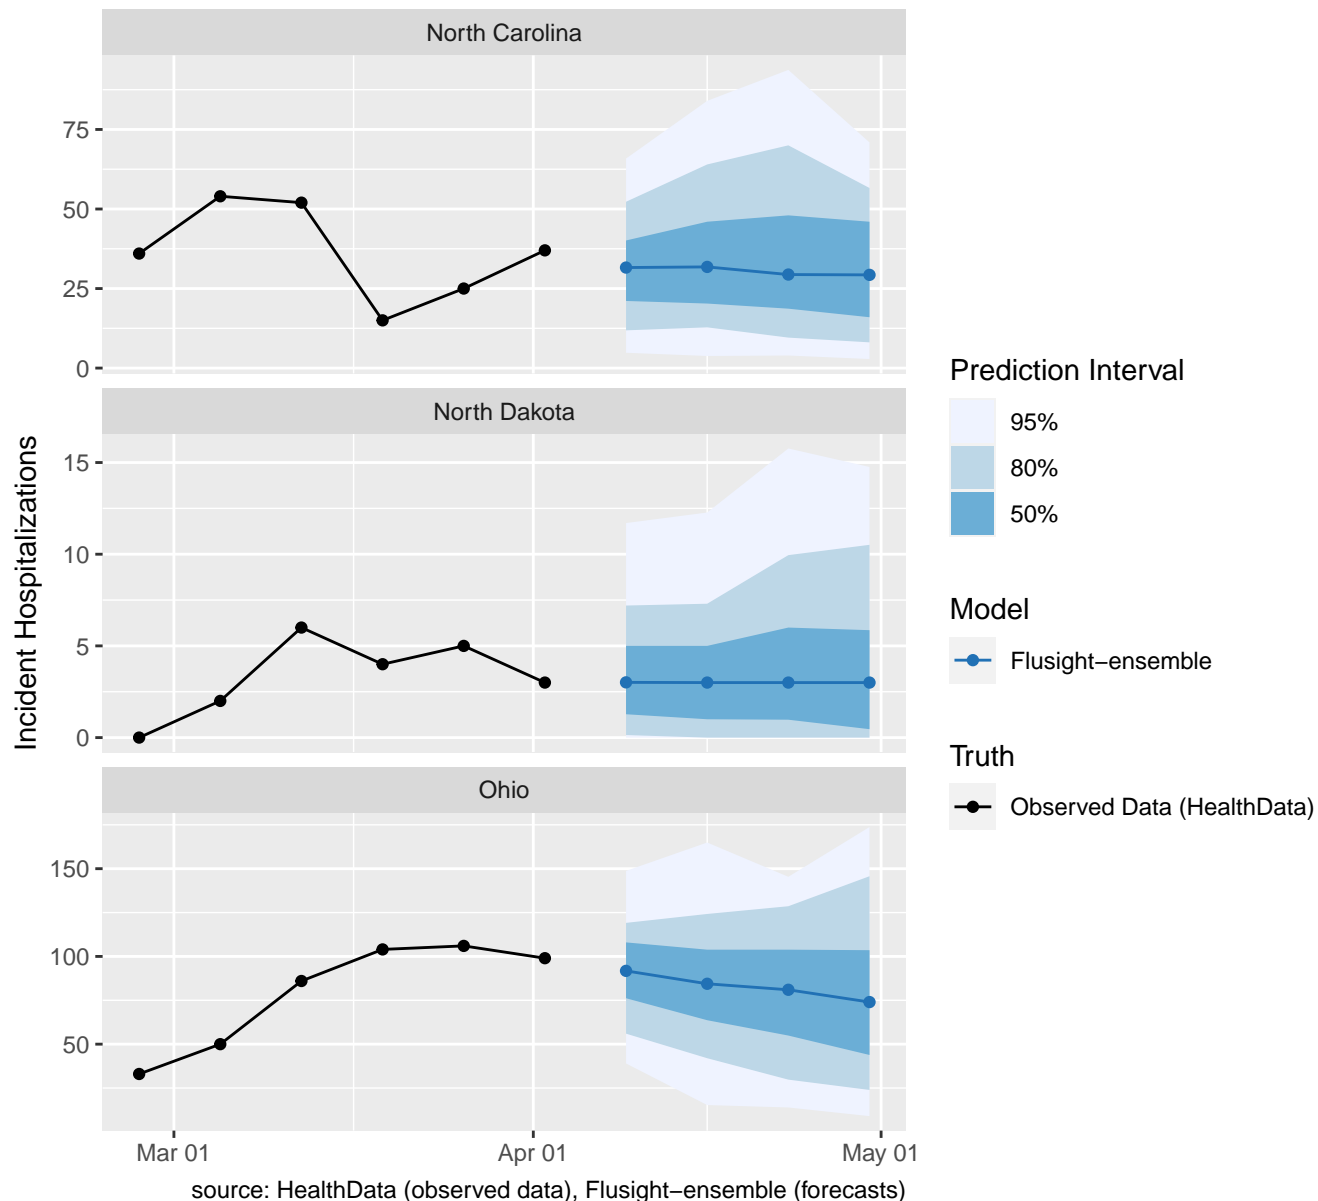 North Carolina
75
50
25
0
North Dakota
15
10
5
0
Ohio
150
100
50
Mar 01
Apr 01
May 01
Incident Hospitalizations
source: HealthData (observed data), Flusight−ensemble (forecasts)
Prediction Interval
95%
80%
50%
Model
Flusight−ensemble
Truth
Observed Data (HealthData)